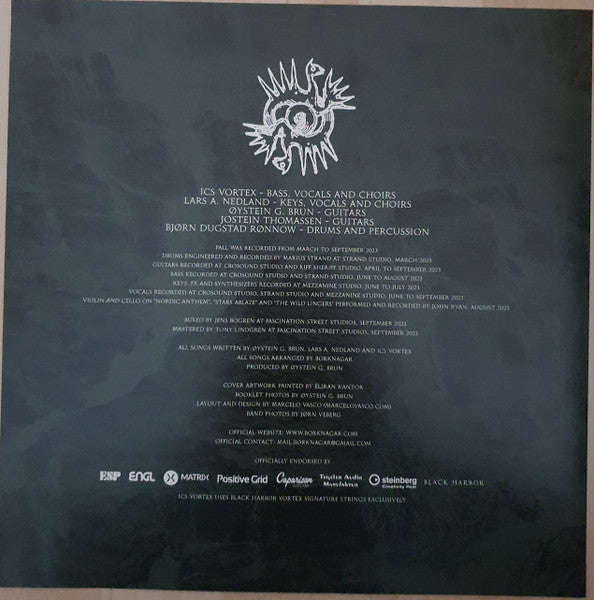 ICS VORTEX - BASS, VOCALS AND CHOIRS
LARS A. NEDLAND - KEYS, VOCALS AND CHOIRS
ØYSTEIN G. BRUN - GUITARS
JOSTEIN THOMASSEN - GUITARS
BJØRN DUGSTAD RØNNOW - DRUMS AND PERCUSSION
FALL WAS RECORDED FROM MARCH TO SEPTEMBER 2023
DRUMS ENGINEERED AND RECORDED BY MARIUS STRAND AT STRAND STUDIO, MARCH 2023
GUITARS RECORDED AT CROSOUND STUDIO AND RIFF SHERIFF STUDIO, APRIL TO SEPTEMBER 2023
BASS RECORDED AT CROSOUND STUDIO AND STRAND STUDIO, JUNE TO AUGUST 2023
KEYS, FX AND SYNTHESIZERS RECORDED AT MEZZANINE STUDIO, JUNE TO JULY 2023
VOCALS RECORDED AT CROSOUND STUDIO, STRAND STUDIO AND MEZZANINE STUDIO, JUNE TO SEPTEMBER 2023
VIOLIN AND CELLO ON "NORDIC ANTHEM", "STARS ABLAZE" AND "THE WILD LINGERS" PERFORMED AND RECORDED BY JOHN RYAN, AUGUST 2023
MIXED BY JENS BOGREN AT FASCINATION STREET STUDIOS, SEPTEMBER 2023
MASTERED BY TONY LINDGREN AT FASCINATION STREET STUDIOS, SEPTEMBER 2023
ALL SONGS WRITTEN BY ØYSTEIN G. BRUN, LARS A. NEDLAND AND ICS VORTEX
ALL SONGS ARRANGED BY BORKNAGAR
PRODUCED BY ØYSTEIN G. BRUN
COVER ARTWORK PAINTED BY ELIRAN KANTOR
BOOKLET PHOTOS BY ØYSTEIN G. BRUN
LAYOUT AND DESIGN BY MARCELO VASCO (MARCELOVASCO.COM)
BAND PHOTOS BY JØRN VEBERG
OFFICIAL WEBSITE: WWW.BORKNAGAR.COM
OFFICIAL CONTACT: MAIL.BORKNAGAR@GMAIL.COM
OFFICIALLY ENDORSED BY
ESP ENGL MATRIX Positive Grid Caparison Tegeler Audio Manufaktur steinberg Creativity First BLACK HARBOR
ICS VORTEX USES BLACK HARBOR VORTEX SIGNATURE STRINGS EXCLUSIVELY